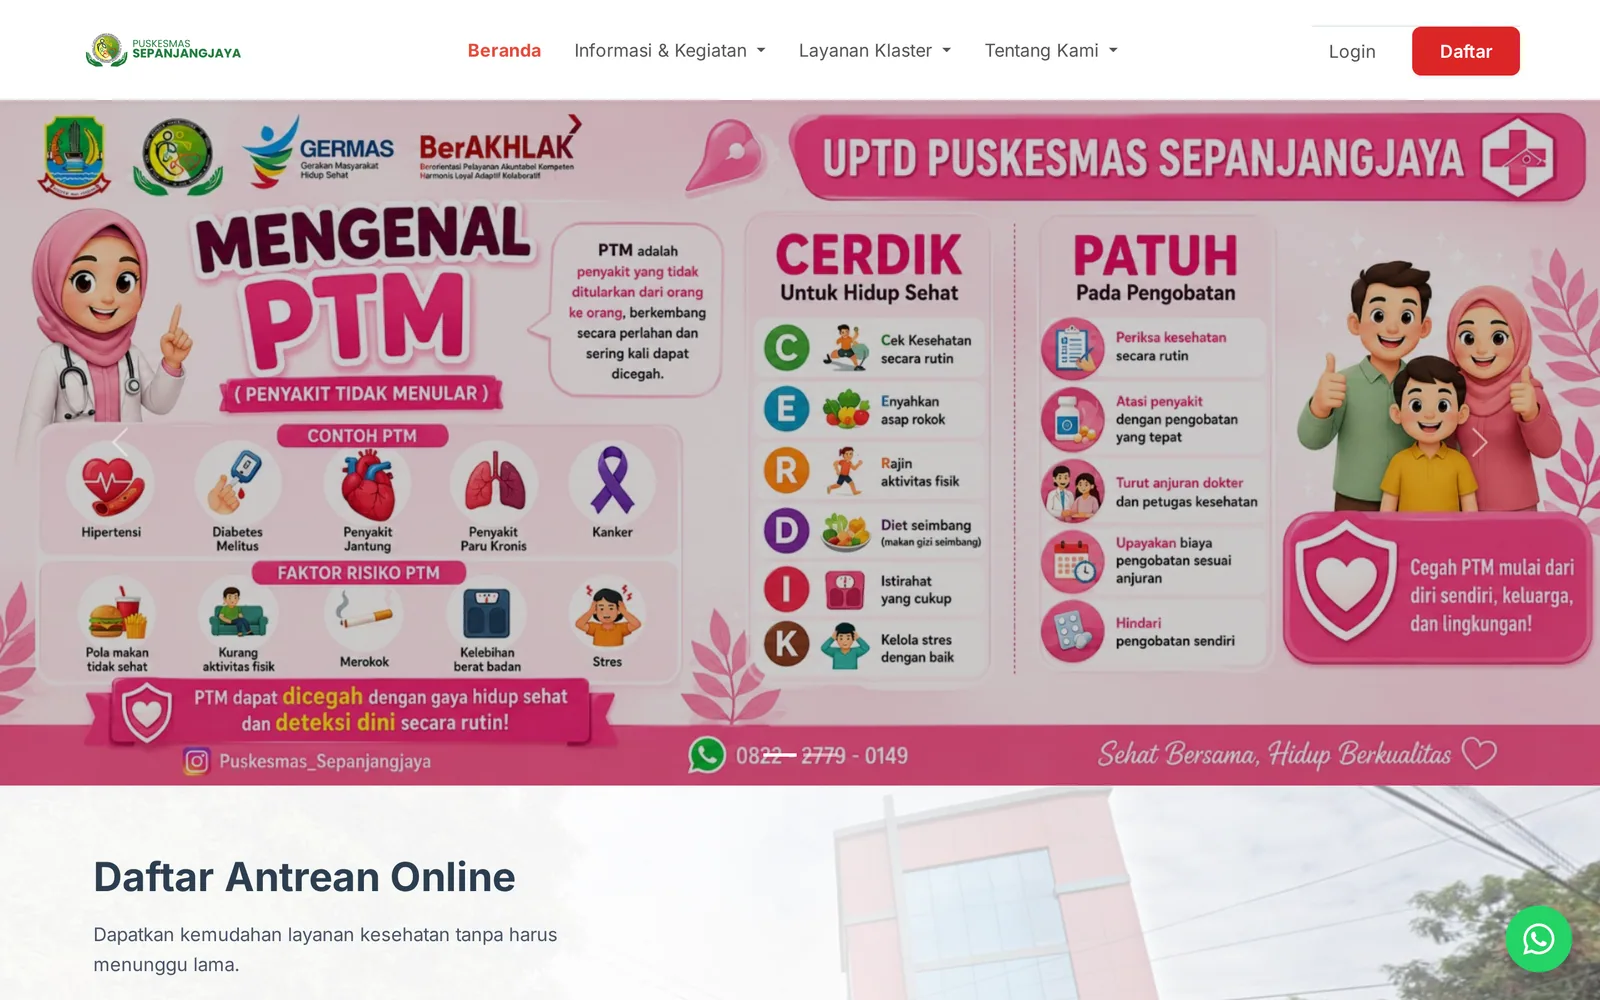 PUSKESMAS
SEPANJANGJAYA
Beranda
Informasi & Kegiatan
Layanan Klaster
Tentang Kami
Login
Daftar
GERMAS
Gerakan Masyarakat
Hidup Sehat
BerAKHLAK
Berorientasi Pelayanan Akuntabel Kompeten
Harmonis Loyal Adaptif Kolaboratif
UPTD PUSKESMAS SEPANJANGJAYA
MENGENAL
PTM
( PENYAKIT TIDAK MENULAR )
PTM adalah
penyakit yang tidak
ditularkan dari orang
ke orang, berkembang
secara perlahan dan
sering kali dapat
dicegah.
CONTOH PTM
Hipertensi
Diabetes
Melitus
Penyakit
Jantung
Penyakit
Paru Kronis
Kanker
FAKTOR RISIKO PTM
Pola makan
tidak sehat
Kurang
aktivitas fisik
Merokok
Kelebihan
berat badan
Stres
PTM dapat dicegah dengan gaya hidup sehat
dan deteksi dini secara rutin!
CERDIK
Untuk Hidup Sehat
C
Cek Kesehatan
secara rutin
E
Enyahkan
asap rokok
R
Rajin
aktivitas fisik
D
Diet seimbang
(makan gizi seimbang)
I
Istirahat
yang cukup
K
Kelola stres
dengan baik
PATUH
Pada Pengobatan
Periksa kesehatan
secara rutin
Atasi penyakit
dengan pengobatan
yang tepat
Turut anjuran dokter
dan petugas kesehatan
Upayakan biaya
pengobatan sesuai
anjuran
Hindari
pengobatan sendiri
Cegah PTM mulai dari
diri sendiri, keluarga,
dan lingkungan!
Puskesmas_Sepanjangjaya
0822 - 2779 - 0149
Sehat Bersama, Hidup Berkualitas
Daftar Antrean Online
Dapatkan kemudahan layanan kesehatan tanpa harus
menunggu lama.